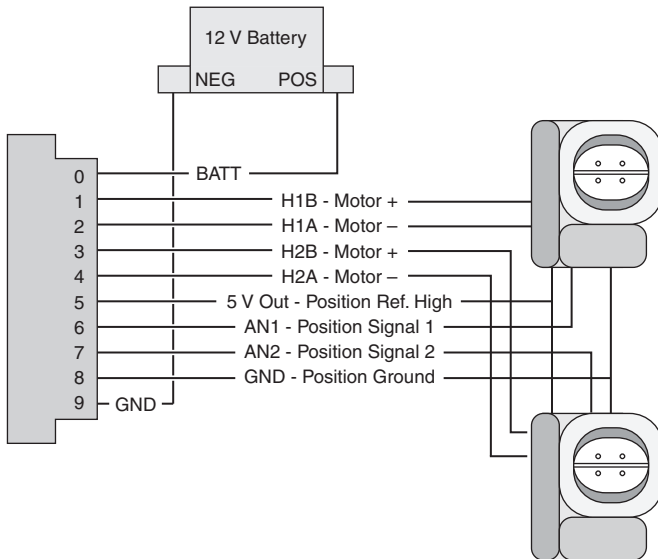 12 V Battery
NEG POS
0 BATT
1 H1B - Motor +
2 H1A - Motor –
3 H2B - Motor +
4 H2A - Motor –
5 5 V Out - Position Ref. High
6 AN1 - Position Signal 1
7 AN2 - Position Signal 2
8 GND - Position Ground
9 GND